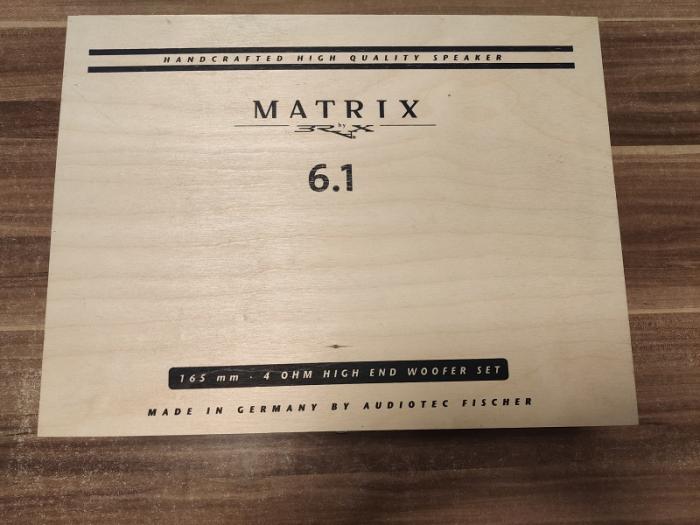 HANDCRAFTED HIGH QUALITY SPEAKER
MATRIX
by
BRAX
6.1
165 mm · 4 OHM HIGH END WOOFER SET
MADE IN GERMANY BY AUDIOTEC FISCHER